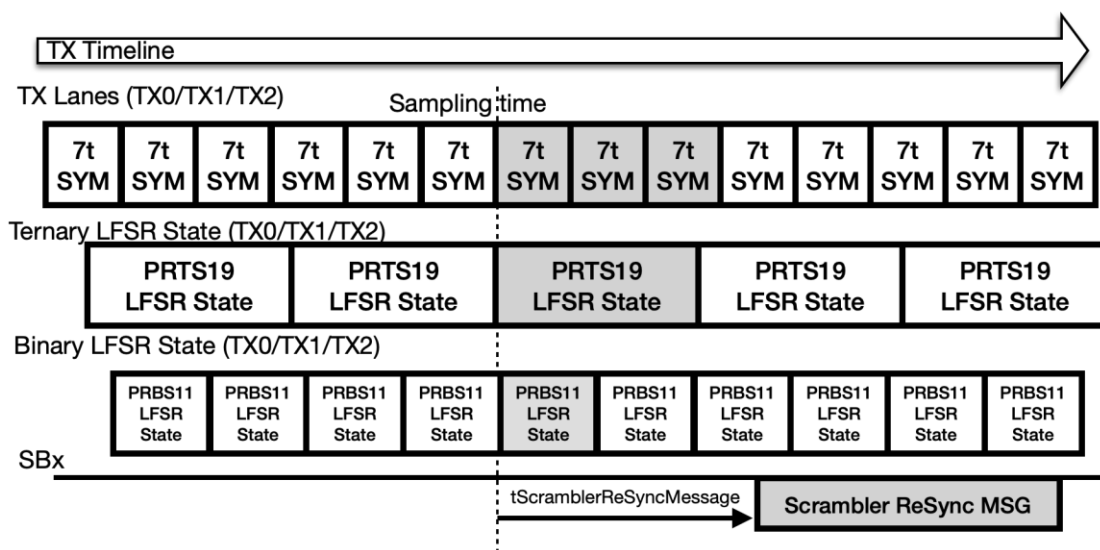 TX Timeline
TX Lanes (TX0/TX1/TX2)
Sampling time
7t 7t 7t 7t 7t 7t 7t 7t 7t 7t 7t 7t 7t 7t
SYM SYM SYM SYM SYM SYM SYM SYM SYM SYM SYM SYM SYM SYM
Ternary LFSR State (TX0/TX1/TX2)
PRTS19 PRTS19 PRTS19 PRTS19 PRTS19
LFSR State LFSR State LFSR State LFSR State LFSR State
Binary LFSR State (TX0/TX1/TX2)
PRBS11 PRBS11 PRBS11 PRBS11 PRBS11 PRBS11 PRBS11 PRBS11 PRBS11 PRBS11
LFSR LFSR LFSR LFSR LFSR LFSR LFSR LFSR LFSR LFSR
State State State State State State State State State State
SBx
tScramblerReSyncMessage
Scrambler ReSync MSG